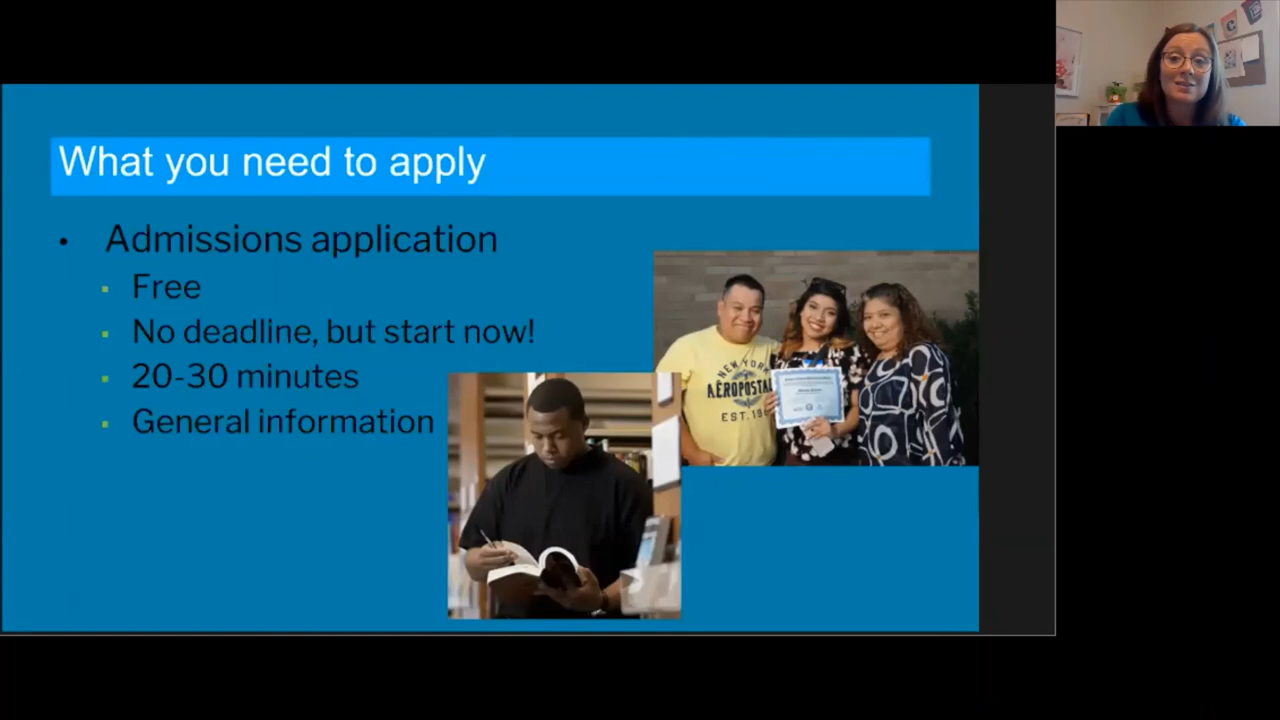 What you need to apply
• Admissions application
▪ Free
▪ No deadline, but start now!
▪ 20-30 minutes
▪ General information
NEW YORK
AÉROPOSTAL
EST. 19
C